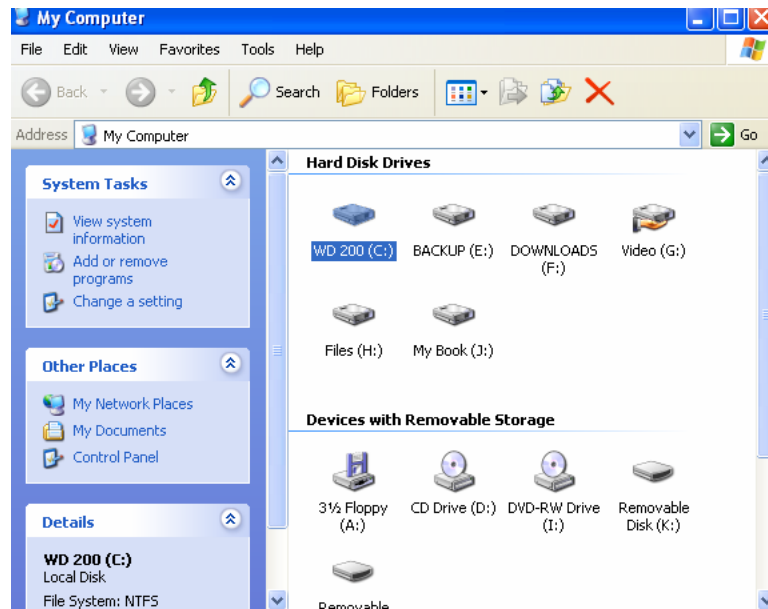 My Computer
File Edit View Favorites Tools Help
Back Search Folders
Address My Computer Go
System Tasks
View system
information
Add or remove
programs
Change a setting
Other Places
My Network Places
My Documents
Control Panel
Details
WD 200 (C:)
Local Disk
File System: NTFS
Hard Disk Drives
WD 200 (C:) BACKUP (E:) DOWNLOADS
(F:) Video (G:)
Files (H:) My Book (J:)
Devices with Removable Storage
3½ Floppy
(A:) CD Drive (D:) DVD-RW Drive
(I:) Removable
Disk (K:)
Removable